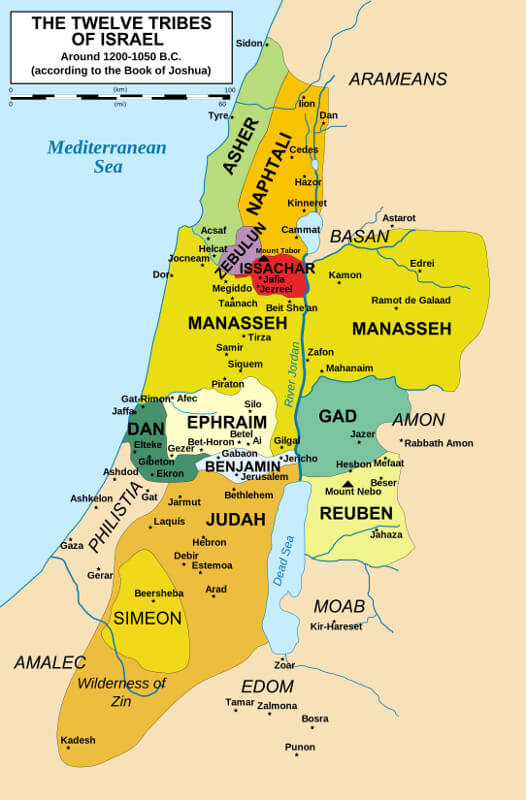 THE TWELVE TRIBES
OF ISRAEL
Around 1200-1050 B.C.
(according to the Book of Joshua)
0 (km) 100
0 (mi) 60
Sidon
ARAMEANS
Iion
Tyre
Dan
Mediterranean
Sea
ASHER
NAPHTALI
Cedes
Hazor
Kinneret
Astarot
Acsaf
Cammat
BASAN
Helcat
ZEBULUN
Mount Tabor
Jocneam
ISSACHAR
Edrei
Dor
Jafia
Kamon
Megiddo
Jezreel
Taanach
Beit She'an
Ramot de Galaad
MANASSEH
MANASSEH
Tirza
Samir
River Jordan
Zafon
Siquem
Mahanaim
Piraton
Gat-Rimon
Afec
Jaffa
Silo
GAD
AMON
DAN
EPHRAIM
Elteke
Betel
Jazer
Bet-Horon
Ai
Gilgal
Rabbath Amon
Gezer
Gabaon
Gibeton
Jericho
Hesbon
Mefaat
Ashdod
Ekron
BENJAMIN
Jerusalem
Beser
Ashkelon
Gat
Jarmut
Bethlehem
Mount Nebo
PHILISTIA
Laquís
JUDAH
REUBEN
Gaza
Hebron
Jahaza
Debir
Dead Sea
Gerar
Estemoa
Beersheba
Arad
MOAB
SIMEON
Kir-Hareset
AMALEC
Zoar
Wilderness of
Zin
EDOM
Tamar
Zalmona
Bosra
Kadesh
Punon